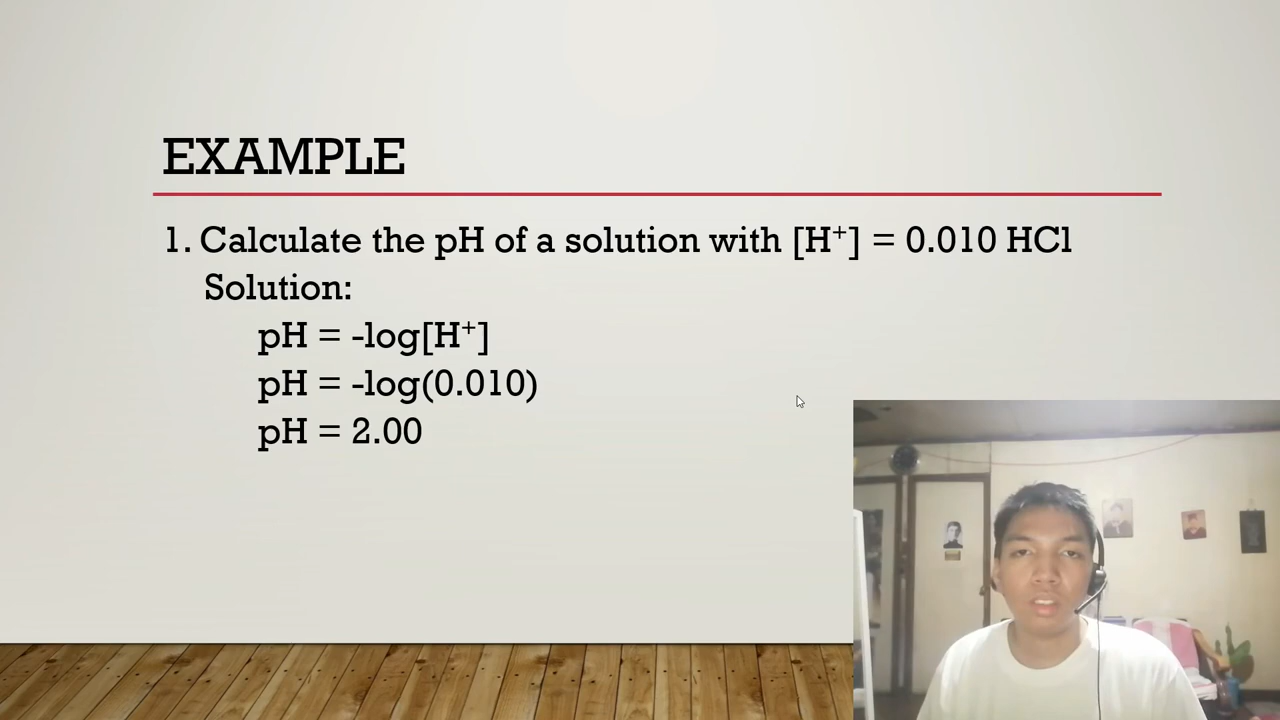 EXAMPLE
1. Calculate the pH of a solution with [H⁺] = 0.010 HCl
Solution:
pH = -log[H⁺]
pH = -log(0.010)
pH = 2.00